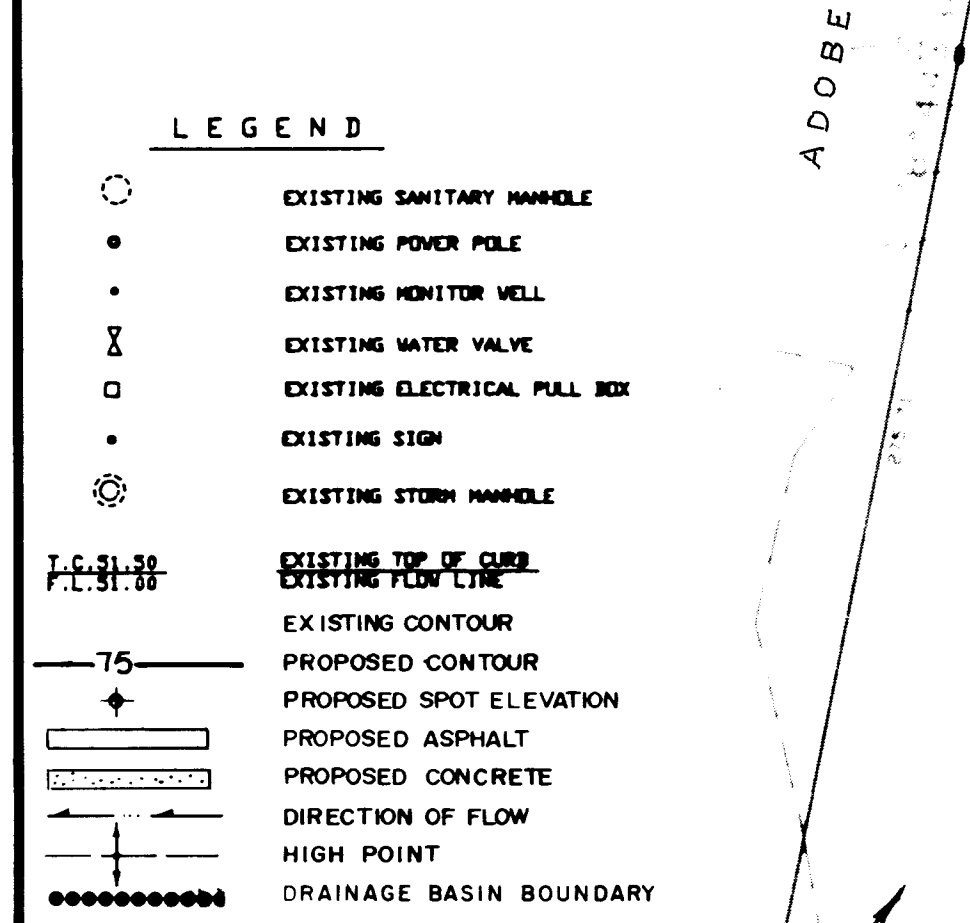 ADOBE
LEGEND
EXISTING SANITARY MANHOLE
EXISTING POWER POLE
EXISTING MONITOR WELL
EXISTING WATER VALVE
EXISTING ELECTRICAL PULL BOX
EXISTING SIGN
EXISTING STORM MANHOLE
T.C.51.50 EXISTING TOP OF CURB
F.L.51.00 EXISTING FLOW LINE
EXISTING CONTOUR
75 PROPOSED CONTOUR
PROPOSED SPOT ELEVATION
PROPOSED ASPHALT
PROPOSED CONCRETE
DIRECTION OF FLOW
HIGH POINT
DRAINAGE BASIN BOUNDARY